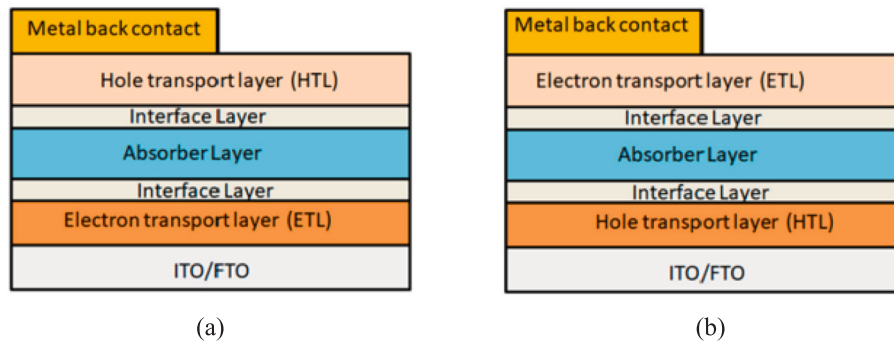 Metal back contact
Hole transport layer (HTL)
Interface Layer
Absorber Layer
Interface Layer
Electron transport layer (ETL)
ITO/FTO
(a)
Metal back contact
Electron transport layer (ETL)
Interface Layer
Absorber Layer
Interface Layer
Hole transport layer (HTL)
ITO/FTO
(b)